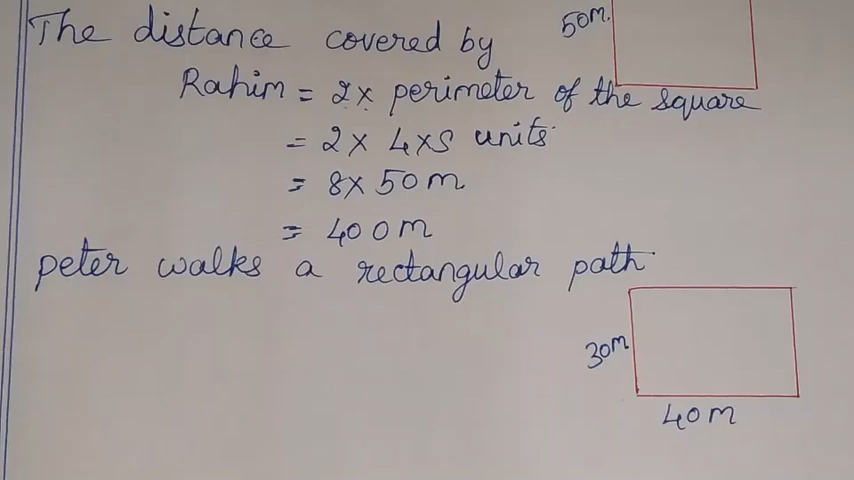 The distance covered by
50m.
Rahim = 2 x perimeter of the square
= 2 x 4 x s units
= 8 x 50 m
= 400 m
peter walks a rectangular path
30m
40 m